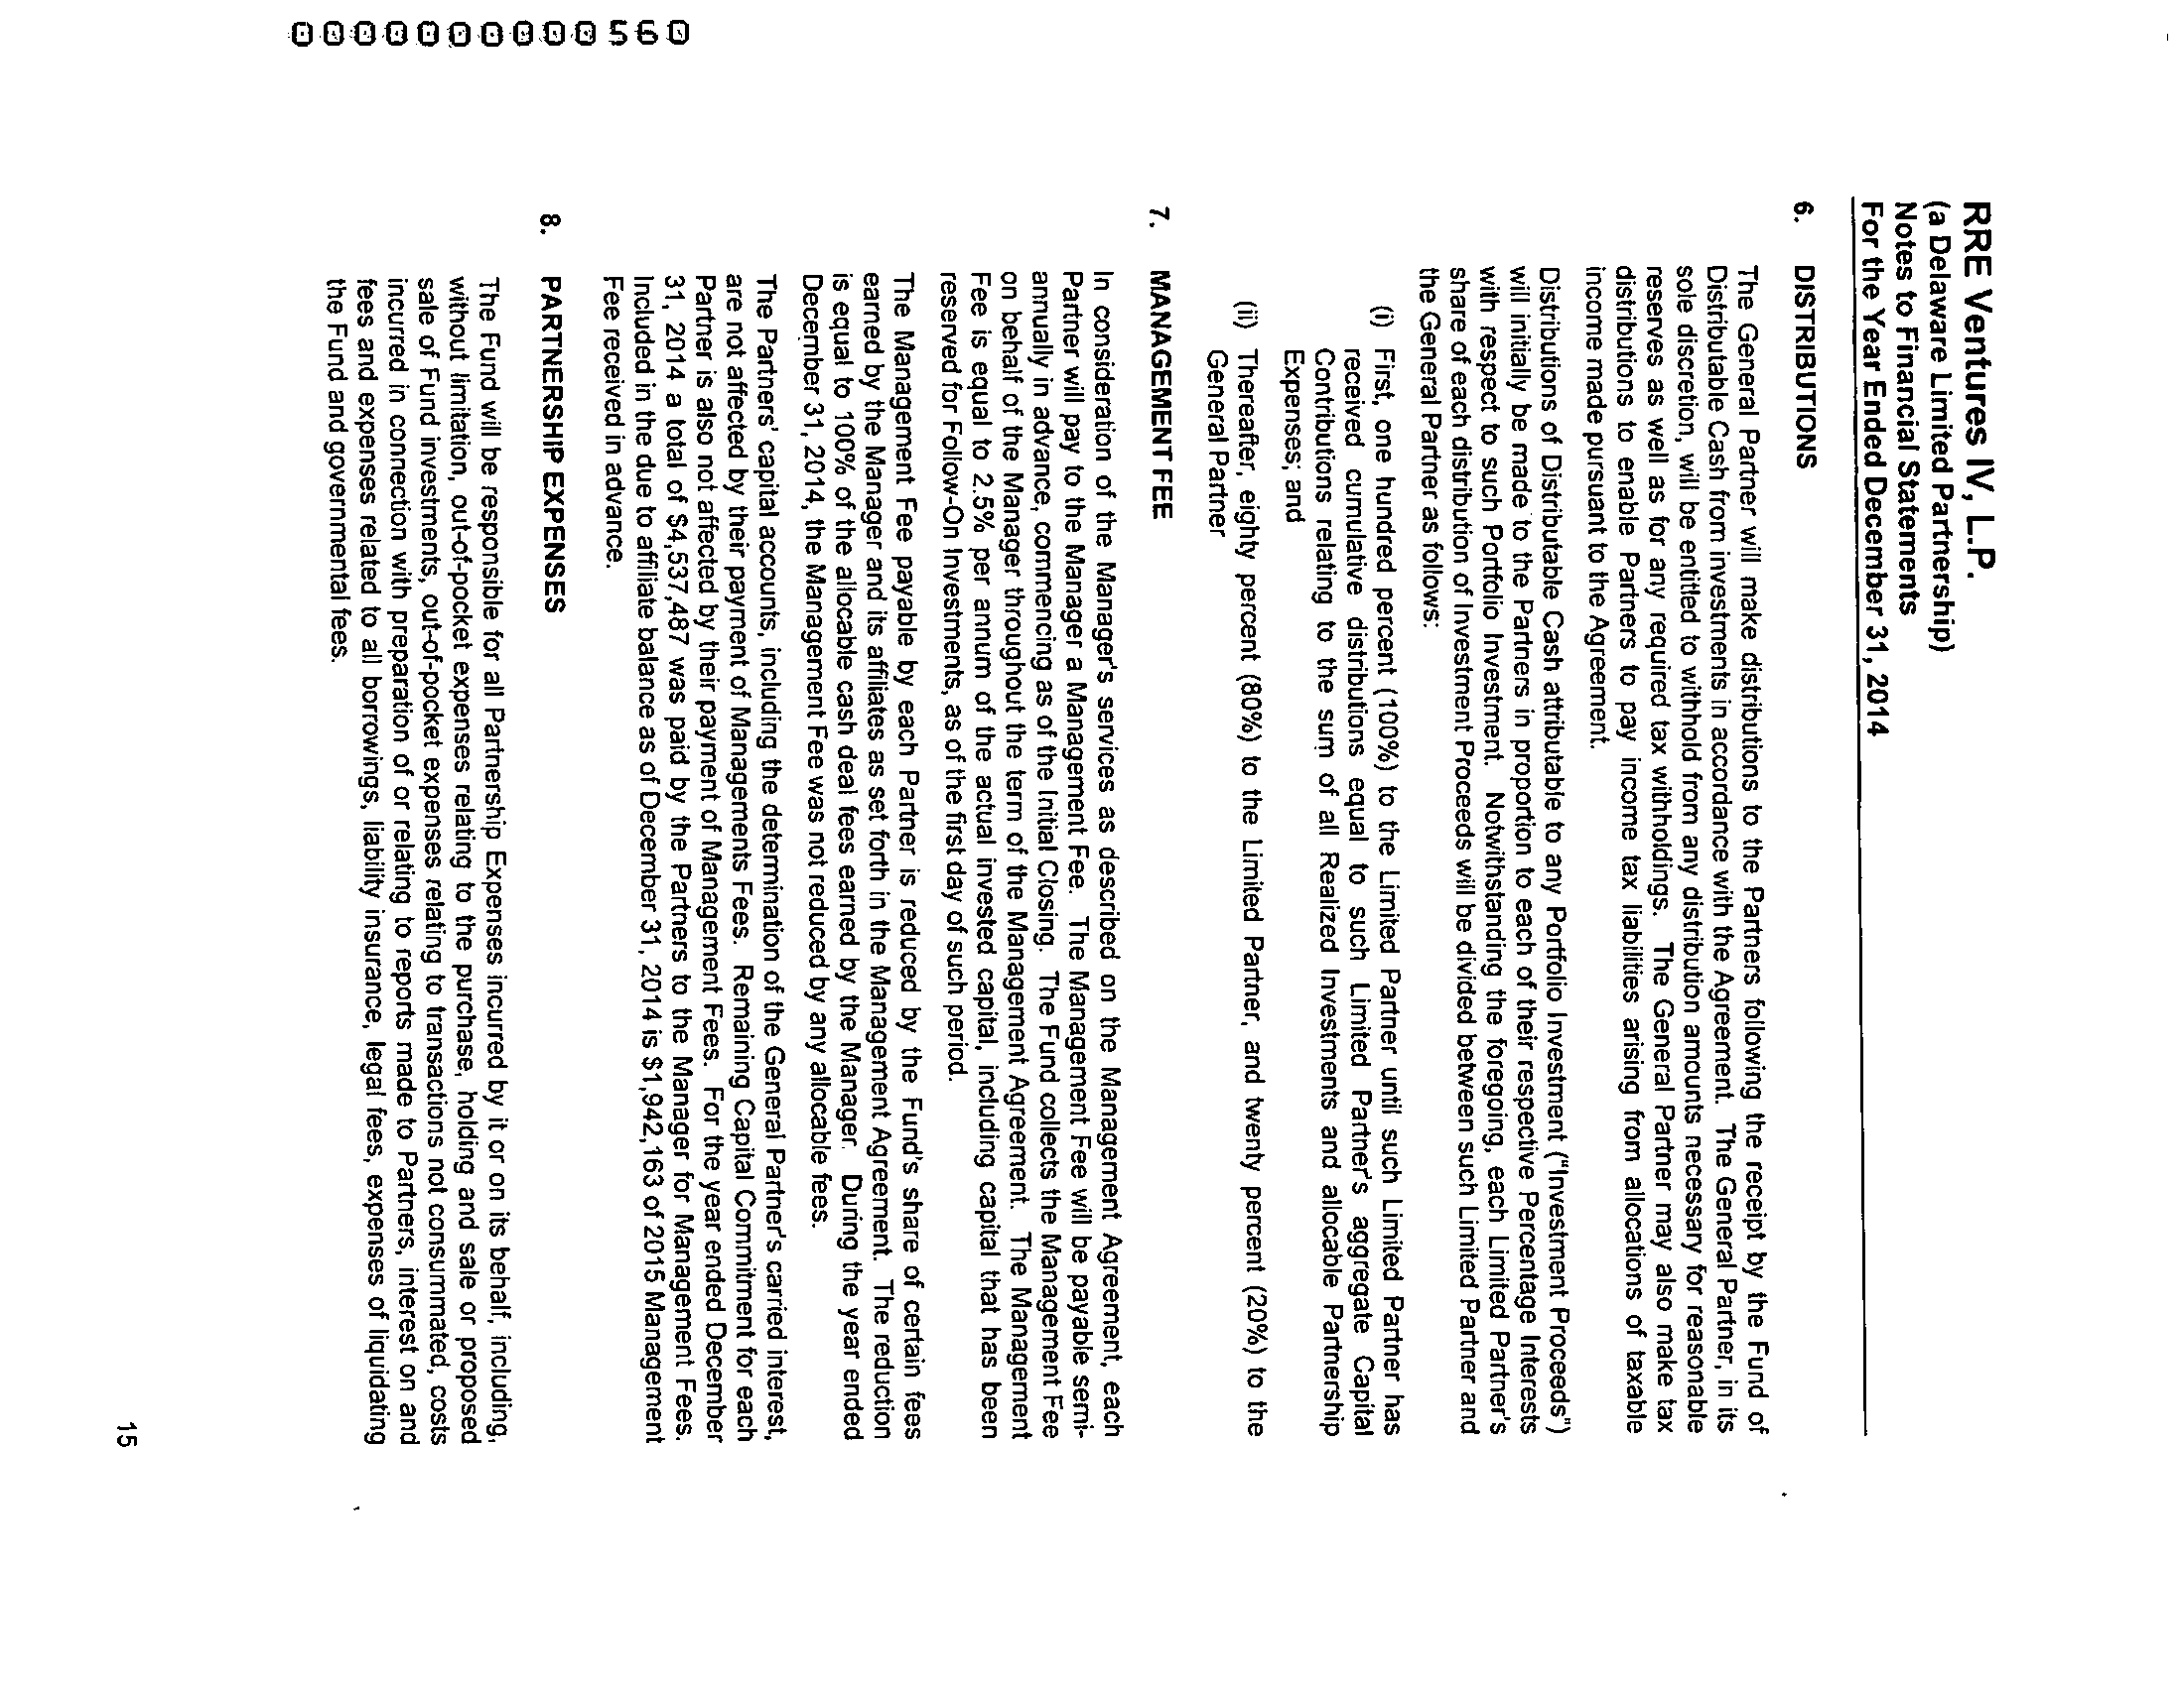 RRE Ventures IV, L.P.
(a Delaware Limited Partnership)
Notes to Financial Statements
For the Year Ended December 31, 2014
6. DISTRIBUTIONS
The General Partner will make distributions to the Partners following the receipt by the Fund of
Distributable Cash from investments in accordance with the Agreement. The General Partner, in its
sole discretion, will be entitled to withhold from any distribution amounts necessary for reasonable
reserves as well as for any required tax withholdings. The General Partner may also make tax
distributions to enable Partners to pay income tax liabilities arising from allocations of taxable
income made pursuant to the Agreement.
Distributions of Distributable Cash attributable to any Portfolio Investment ("Investment Proceeds")
will initially be made to the Partners in proportion to each of their respective Percentage Interests
with respect to such Portfolio Investment. Notwithstanding the foregoing, each Limited Partner's
share of each distribution of Investment Proceeds will be divided between such Limited Partner and
the General Partner as follows:
(i) First, one hundred percent (100%) to the Limited Partner until such Limited Partner has
received cumulative distributions equal to such Limited Partner's aggregate Capital
Contributions relating to the sum of all Realized Investments and allocable Partnership
Expenses; and
(ii) Thereafter, eighty percent (80%) to the Limited Partner, and twenty percent (20%) to the
General Partner
7. MANAGEMENT FEE
In consideration of the Manager's services as described on the Management Agreement, each
Partner will pay to the Manager a Management Fee. The Management Fee will be payable semi-
annually in advance, commencing as of the Initial Closing. The Fund collects the Management Fee
on behalf of the Manager throughout the term of the Management Agreement. The Management
Fee is equal to 2.5% per annum of the actual invested capital, including capital that has been
reserved for Follow-On Investments, as of the first day of such period.
The Management Fee payable by each Partner is reduced by the Fund's share of certain fees
earned by the Manager and its affiliates as set forth in the Management Agreement. The reduction
is equal to 100% of the allocable cash deal fees earned by the Manager. During the year ended
December 31, 2014, the Management Fee was not reduced by any allocable fees.
The Partners' capital accounts, including the determination of the General Partner's carried interest,
are not affected by their payment of Managements Fees. Remaining Capital Commitment for each
Partner is also not affected by their payment of Management Fees. For the year ended December
31, 2014 a total of $4,537,487 was paid by the Partners to the Manager for Management Fees.
Included in the due to affiliate balance as of December 31, 2014 is $1,942,163 of 2015 Management
Fee received in advance.
8. PARTNERSHIP EXPENSES
The Fund will be responsible for all Partnership Expenses incurred by it or on its behalf, including,
without limitation, out-of-pocket expenses relating to the purchase, holding and sale or proposed
sale of Fund investments, out-of-pocket expenses relating to transactions not consummated, costs
incurred in connection with preparation of or relating to reports made to Partners, interest on and
fees and expenses related to all borrowings, liability insurance, legal fees, expenses of liquidating
the Fund and governmental fees.
15
0000000000560